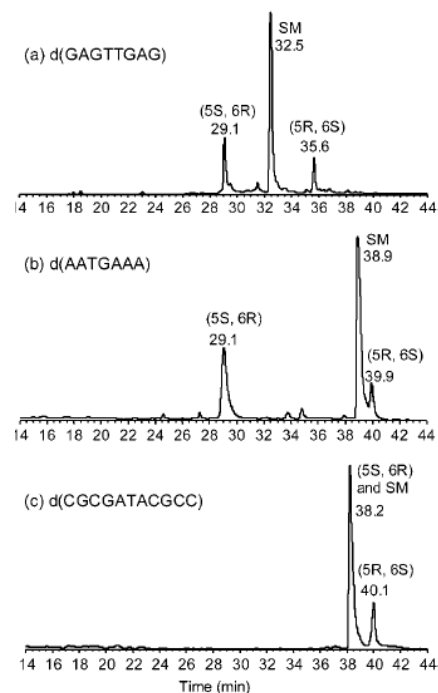 (a) d(GAGTTGAG)
SM
32.5
(5S, 6R)
29.1
(5R, 6S)
35.6
14 16 18 20 22 24 26 28 30 32 34 36 38 40 42 44
(b) d(AATGAAA)
SM
38.9
(5S, 6R)
29.1
(5R, 6S)
39.9
14 16 18 20 22 24 26 28 30 32 34 36 38 40 42 44
(c) d(CGCGATACGCC)
(5S, 6R)
and SM
38.2
(5R, 6S)
40.1
14 16 18 20 22 24 26 28 30 32 34 36 38 40 42 44
Time (min)